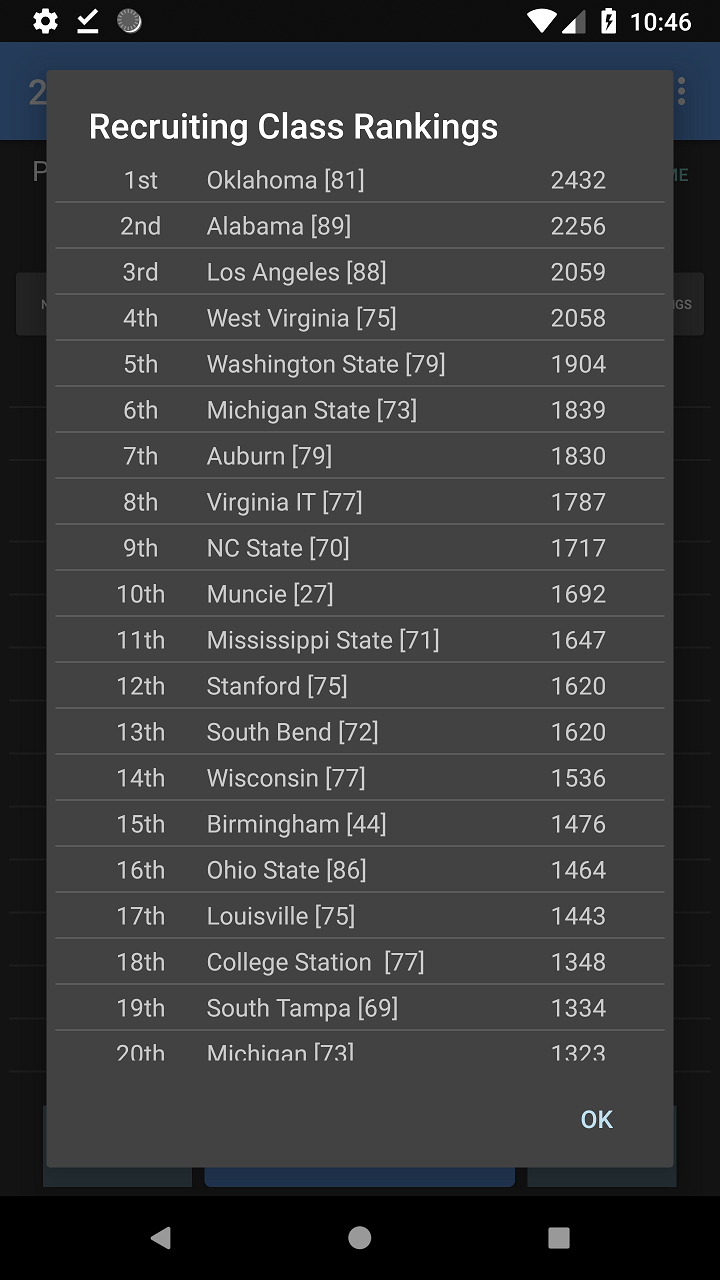 10:46
2
Recruiting Class Rankings
P
ME
1st Oklahoma [81] 2432
2nd Alabama [89] 2256
3rd Los Angeles [88] 2059
N
GS
4th West Virginia [75] 2058
5th Washington State [79] 1904
6th Michigan State [73] 1839
7th Auburn [79] 1830
8th Virginia IT [77] 1787
9th NC State [70] 1717
10th Muncie [27] 1692
11th Mississippi State [71] 1647
12th Stanford [75] 1620
13th South Bend [72] 1620
14th Wisconsin [77] 1536
15th Birmingham [44] 1476
16th Ohio State [86] 1464
17th Louisville [75] 1443
18th College Station  [77] 1348
19th South Tampa [69] 1334
20th Michigan [73] 1323
OK